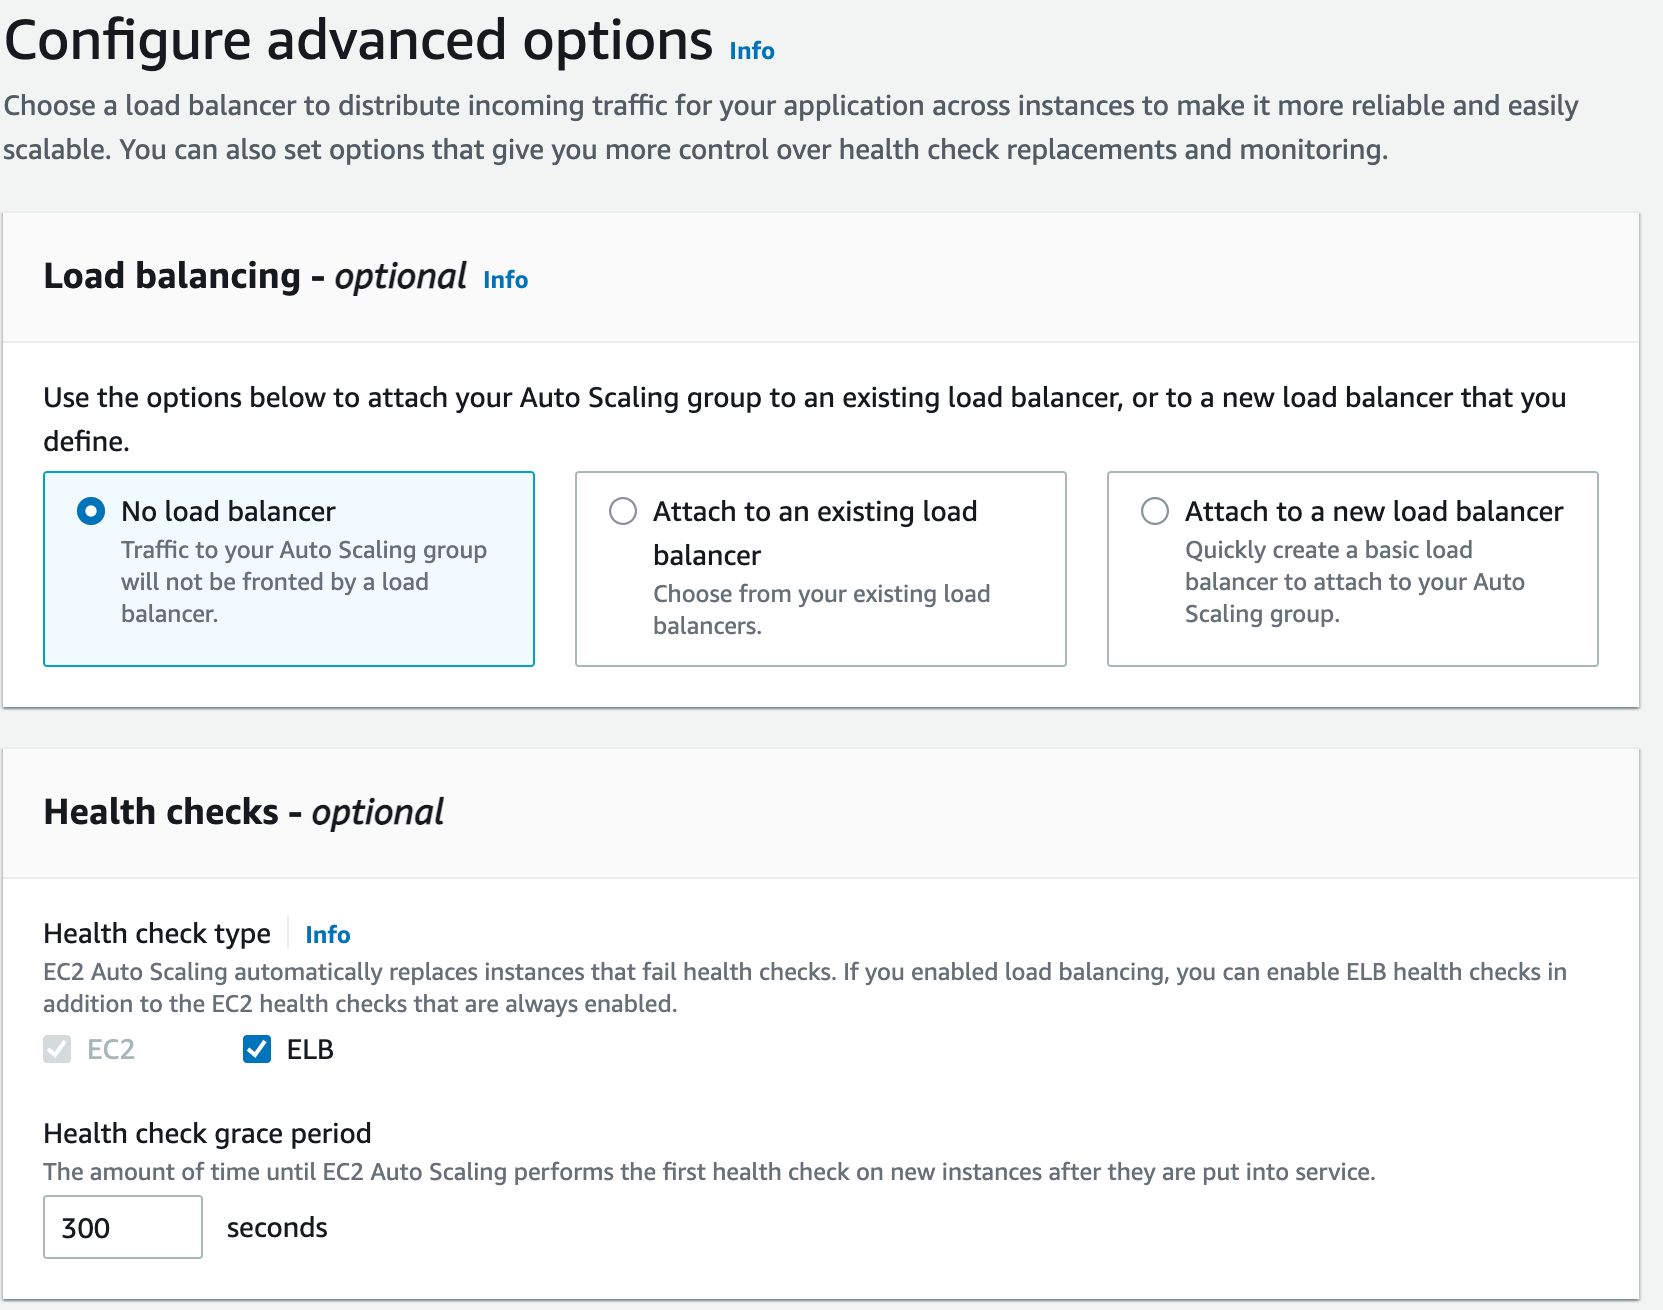 Configure advanced options Info
Choose a load balancer to distribute incoming traffic for your application across instances to make it more reliable and easily
scalable. You can also set options that give you more control over health check replacements and monitoring.
Load balancing - optional Info
Use the options below to attach your Auto Scaling group to an existing load balancer, or to a new load balancer that you
define.
No load balancer
Traffic to your Auto Scaling group
will not be fronted by a load
balancer.
Attach to an existing load
balancer
Choose from your existing load
balancers.
Attach to a new load balancer
Quickly create a basic load
balancer to attach to your Auto
Scaling group.
Health checks - optional
Health check type Info
EC2 Auto Scaling automatically replaces instances that fail health checks. If you enabled load balancing, you can enable ELB health checks in
addition to the EC2 health checks that are always enabled.
EC2 ELB
Health check grace period
The amount of time until EC2 Auto Scaling performs the first health check on new instances after they are put into service.
300 seconds